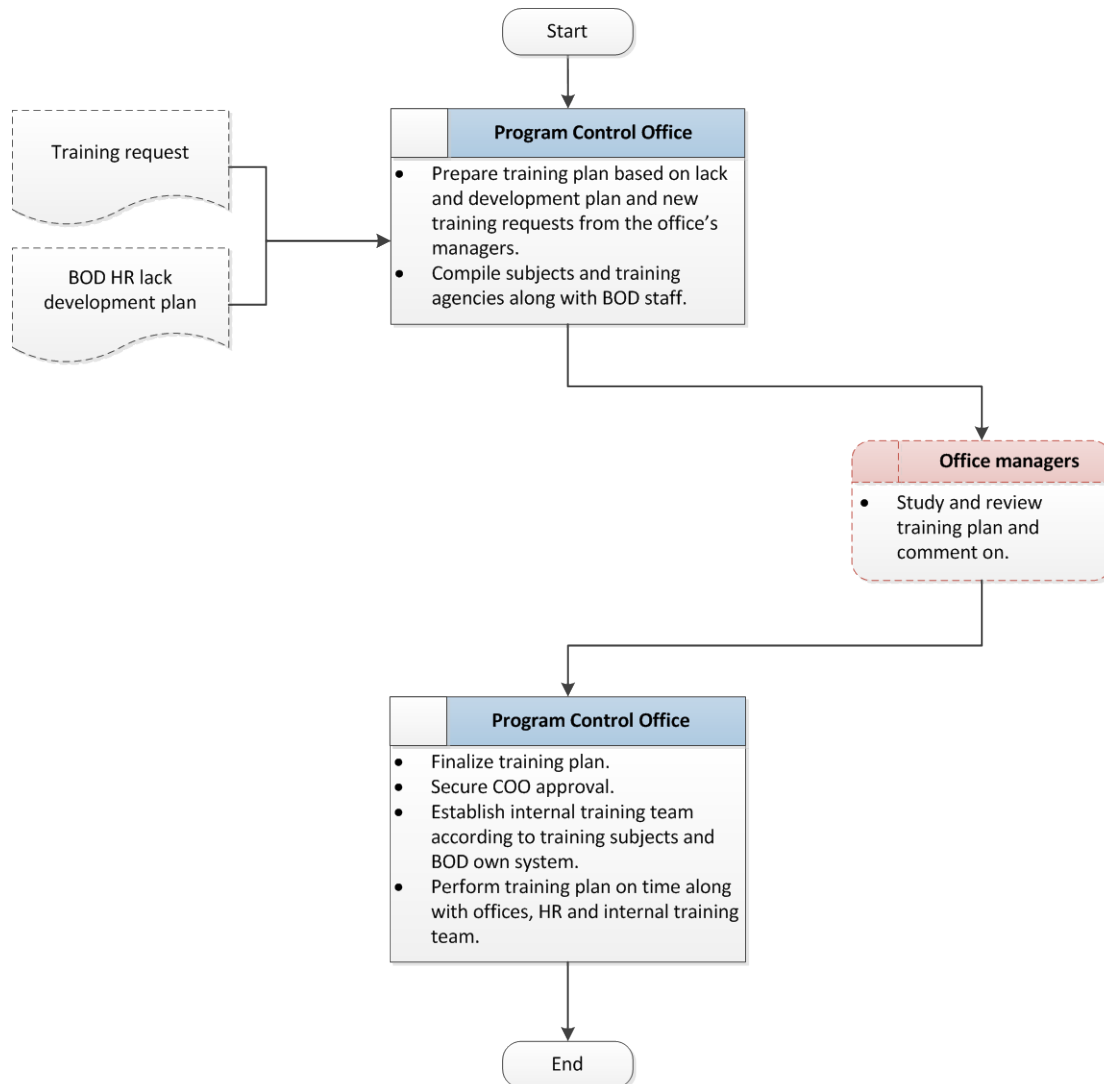 Start
Training request
BOD HR lack
development plan
Program Control Office
• Prepare training plan based on lack
and development plan and new
training requests from the office's
managers.
• Compile subjects and training
agencies along with BOD staff.
Office managers
• Study and review
training plan and
comment on.
Program Control Office
• Finalize training plan.
• Secure COO approval.
• Establish internal training team
according to training subjects and
BOD own system.
• Perform training plan on time along
with offices, HR and internal training
team.
End